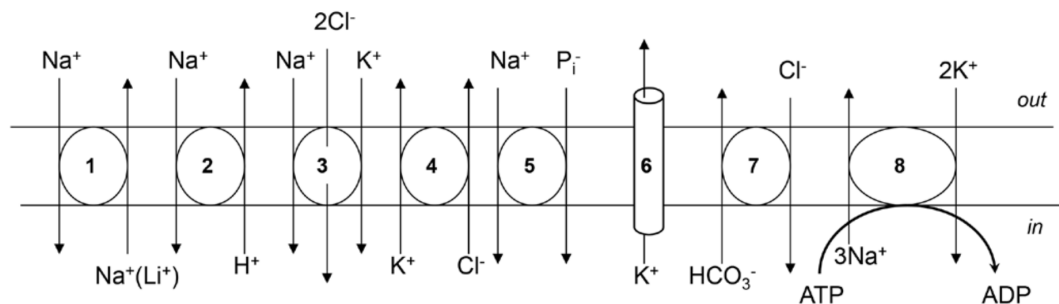 2Cl⁻
Na⁺ Na⁺ Na⁺ K⁺ Na⁺ Pᵢ⁻ Cl⁻ 2K⁺
out
1 2 3 4 5 6 7 8
in
Na⁺(Li⁺) H⁺ K⁺ Cl⁻ K⁺ HCO₃⁻ 3Na⁺
ATP ADP